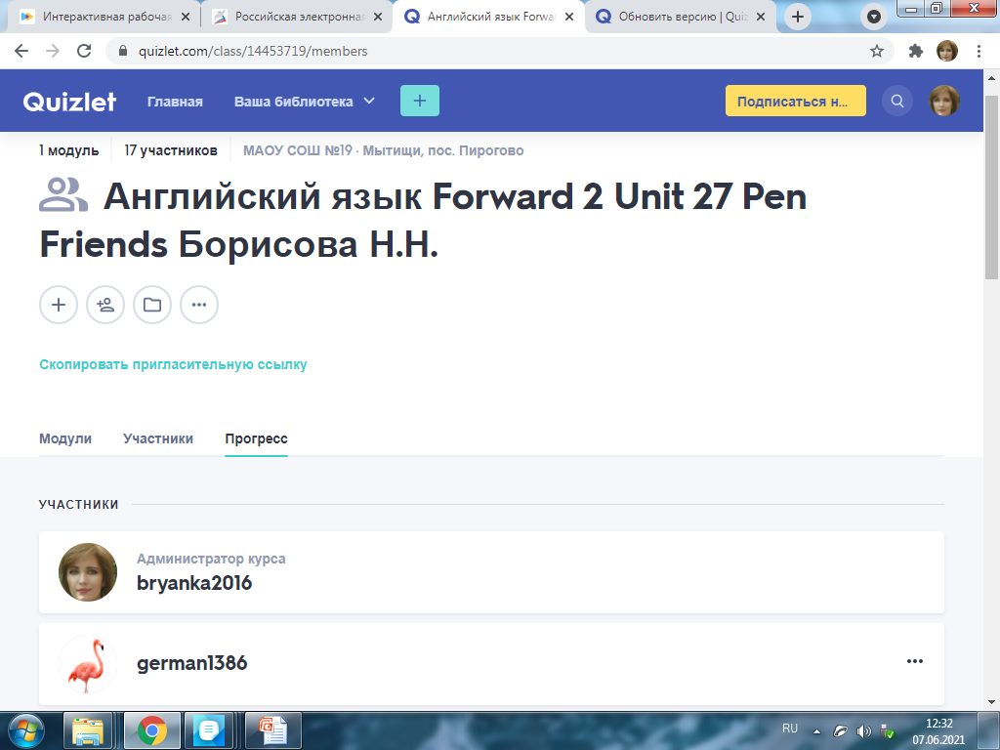 Интерактивная рабочая
Российская электронная
Английский язык Forwa
Обновить версию | Quiz
quizlet.com/class/14453719/members
Quizlet
Главная
Ваша библиотека
Подписаться н...
1 модуль
17 участников
МАОУ СОШ №19 · Мытищи, пос. Пирогово
Английский язык Forward 2 Unit 27 Pen
Friends Борисова Н.Н.
Скопировать пригласительную ссылку
Модули
Участники
Прогресс
УЧАСТНИКИ
Администратор курса
bryanka2016
german1386
RU
12:32
07.06.2021